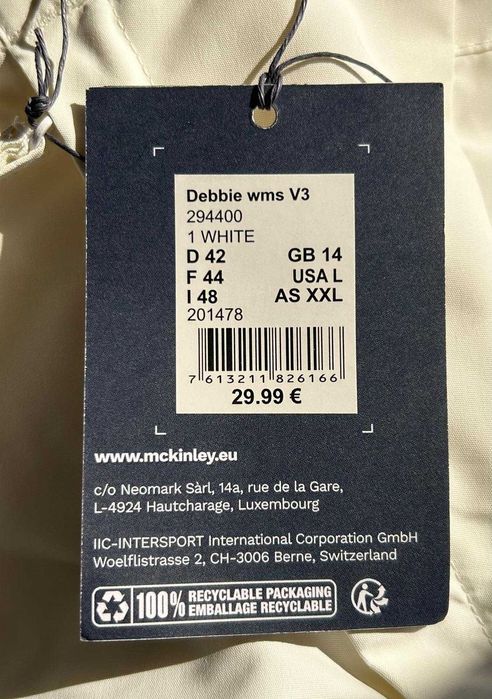 Debbie wms V3
294400
1 WHITE
D 42 GB 14
F 44 USA L
I 48 AS XXL
201478
7 613211 826166
29.99 €
www.mckinley.eu
c/o Neomark Sàrl, 14a, rue de la Gare,
L-4924 Hautcharage, Luxembourg
IIC-INTERSPORT International Corporation GmbH
Woelflistrasse 2, CH-3006 Berne, Switzerland
100% RECYCLABLE PACKAGING
EMBALLAGE RECYCLABLE